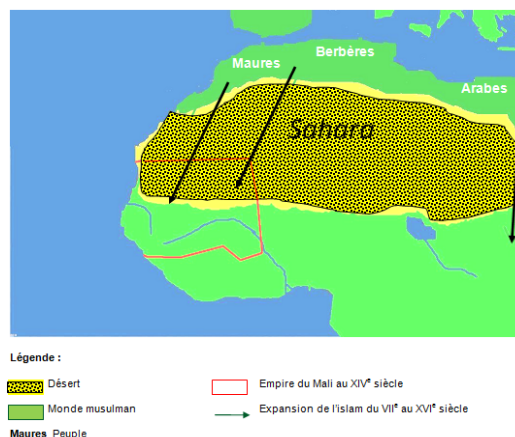 Maures
Berbères
Arabes
Sahara
Légende :
Désert
Empire du Mali au XIVe siècle
Monde musulman
Expansion de l'islam du VIIe au XVIe siècle
Maures Peuple